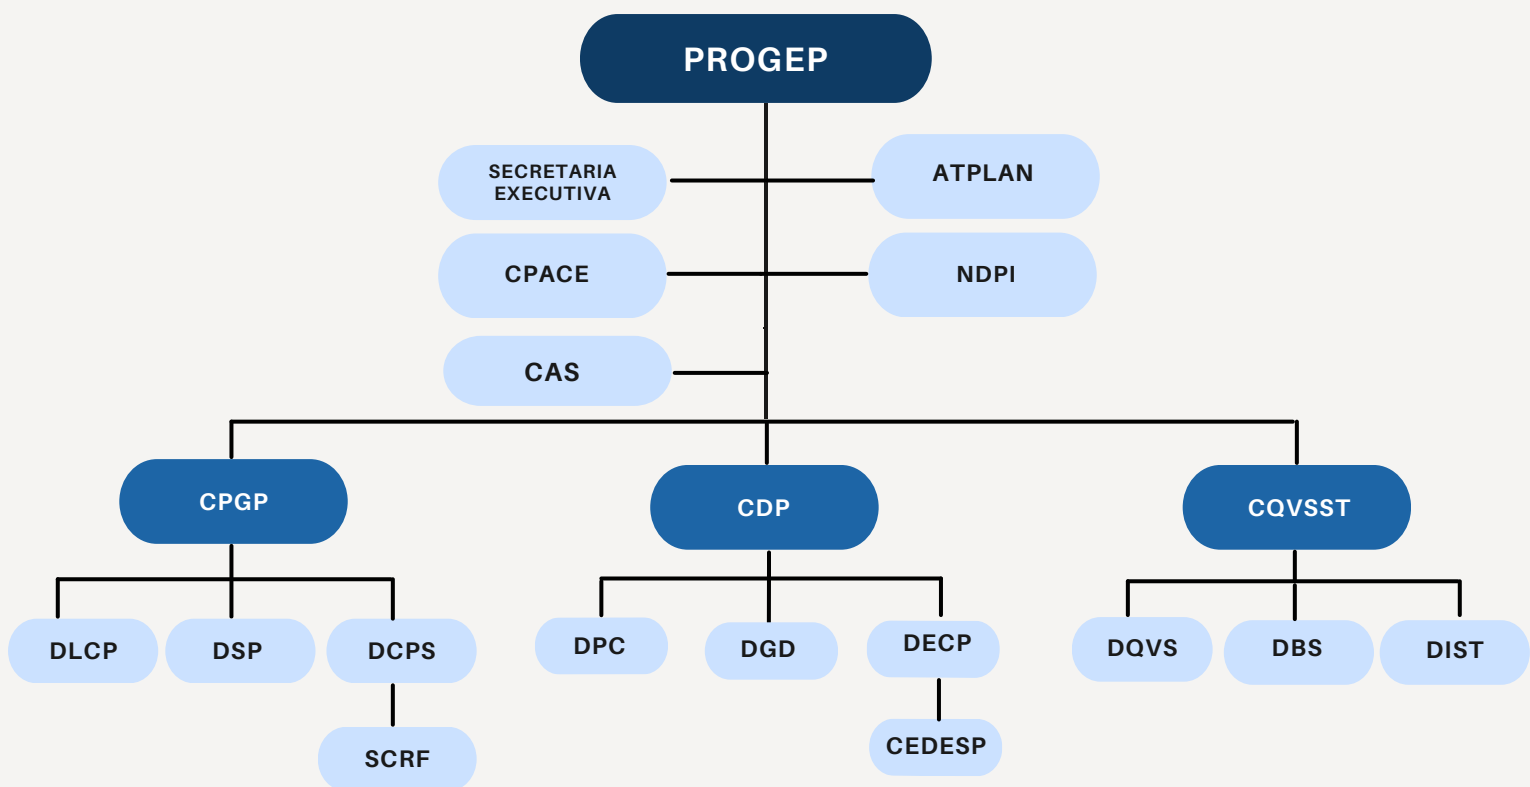 PROGEP
SECRETARIA
EXECUTIVA
ATPLAN
CPACE
NDPI
CAS
CPGP
CDP
CQVSST
DLCP
DSP
DCPS
DPC
DGD
DECP
DQVS
DBS
DIST
SCRF
CEDESP